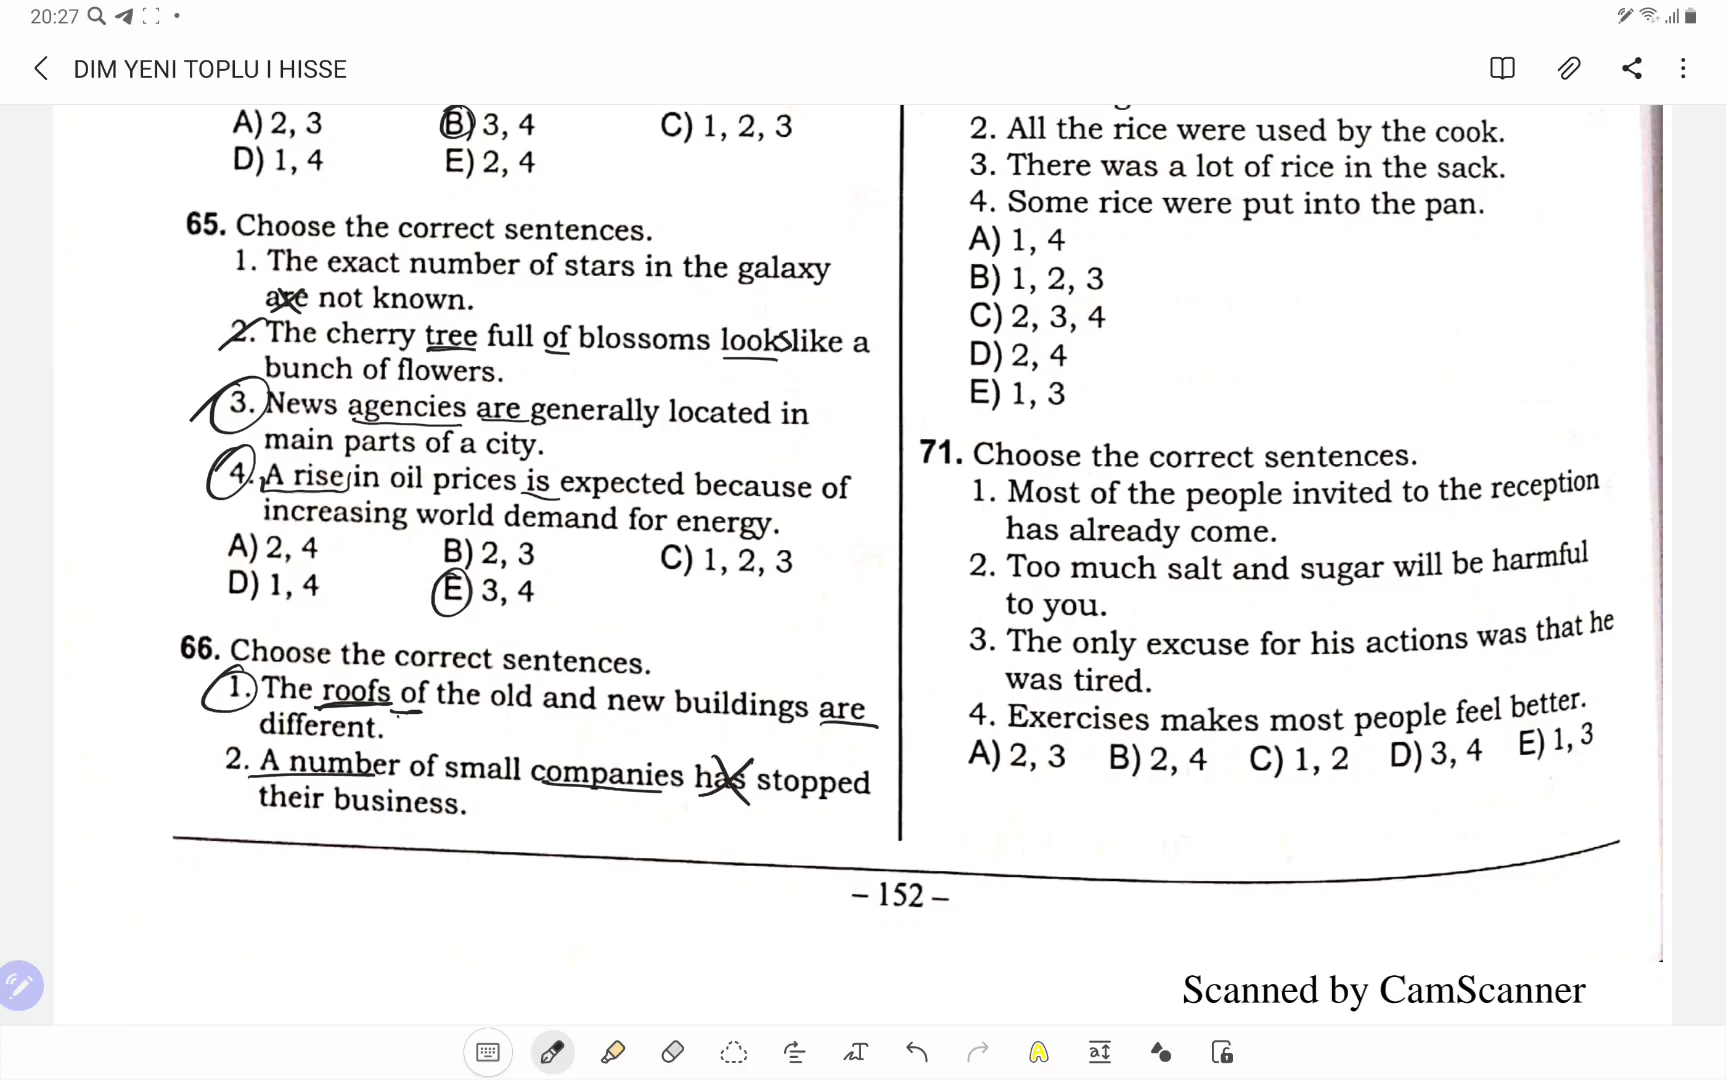 20:27
DIM YENI TOPLU I HISSE
A) 2, 3 B) 3, 4 C) 1, 2, 3
D) 1, 4 E) 2, 4
65. Choose the correct sentences.
1. The exact number of stars in the galaxy
are not known.
2. The cherry tree full of blossoms looks like a
bunch of flowers.
3. News agencies are generally located in
main parts of a city.
4. A rise in oil prices is expected because of
increasing world demand for energy.
A) 2, 4 B) 2, 3 C) 1, 2, 3
D) 1, 4 E) 3, 4
66. Choose the correct sentences.
1. The roofs of the old and new buildings are
different.
2. A number of small companies has stopped
their business.
2. All the rice were used by the cook.
3. There was a lot of rice in the sack.
4. Some rice were put into the pan.
A) 1, 4
B) 1, 2, 3
C) 2, 3, 4
D) 2, 4
E) 1, 3
71. Choose the correct sentences.
1. Most of the people invited to the reception
has already come.
2. Too much salt and sugar will be harmful
to you.
3. The only excuse for his actions was that he
was tired.
4. Exercises makes most people feel better.
A) 2, 3 B) 2, 4 C) 1, 2 D) 3, 4 E) 1, 3
– 152 –
Scanned by CamScanner